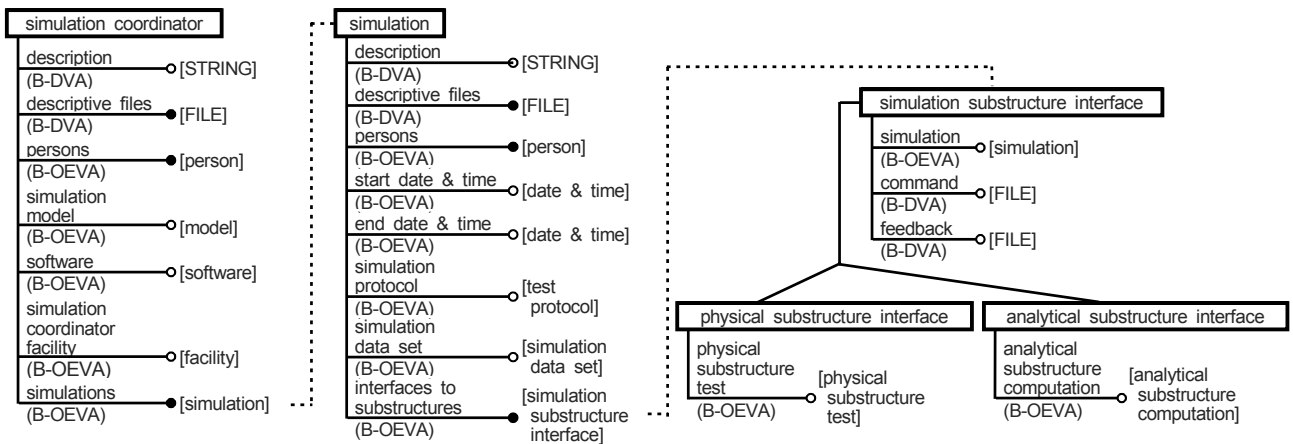 simulation coordinator
description
(B-DVA)
[STRING]
descriptive files
(B-DVA)
[FILE]
persons
(B-OEVA)
[person]
simulation
model
(B-OEVA)
[model]
software
(B-OEVA)
[software]
simulation
coordinator
facility
(B-OEVA)
[facility]
simulations
(B-OEVA)
[simulation]
simulation
description
(B-DVA)
[STRING]
descriptive files
(B-DVA)
[FILE]
persons
(B-OEVA)
[person]
start date & time
(B-OEVA)
[date & time]
end date & time
(B-OEVA)
[date & time]
simulation
protocol
(B-OEVA)
[test
protocol]
simulation
data set
(B-OEVA)
[simulation
data set]
interfaces to
substructures
(B-OEVA)
[simulation
substructure
interface]
simulation substructure interface
simulation
(B-OEVA)
[simulation]
command
(B-DVA)
[FILE]
feedback
(B-DVA)
[FILE]
physical substructure interface
physical
substructure
test
(B-OEVA)
[physical
substructure
test]
analytical substructure interface
analytical
substructure
computation
(B-OEVA)
[analytical
substructure
computation]